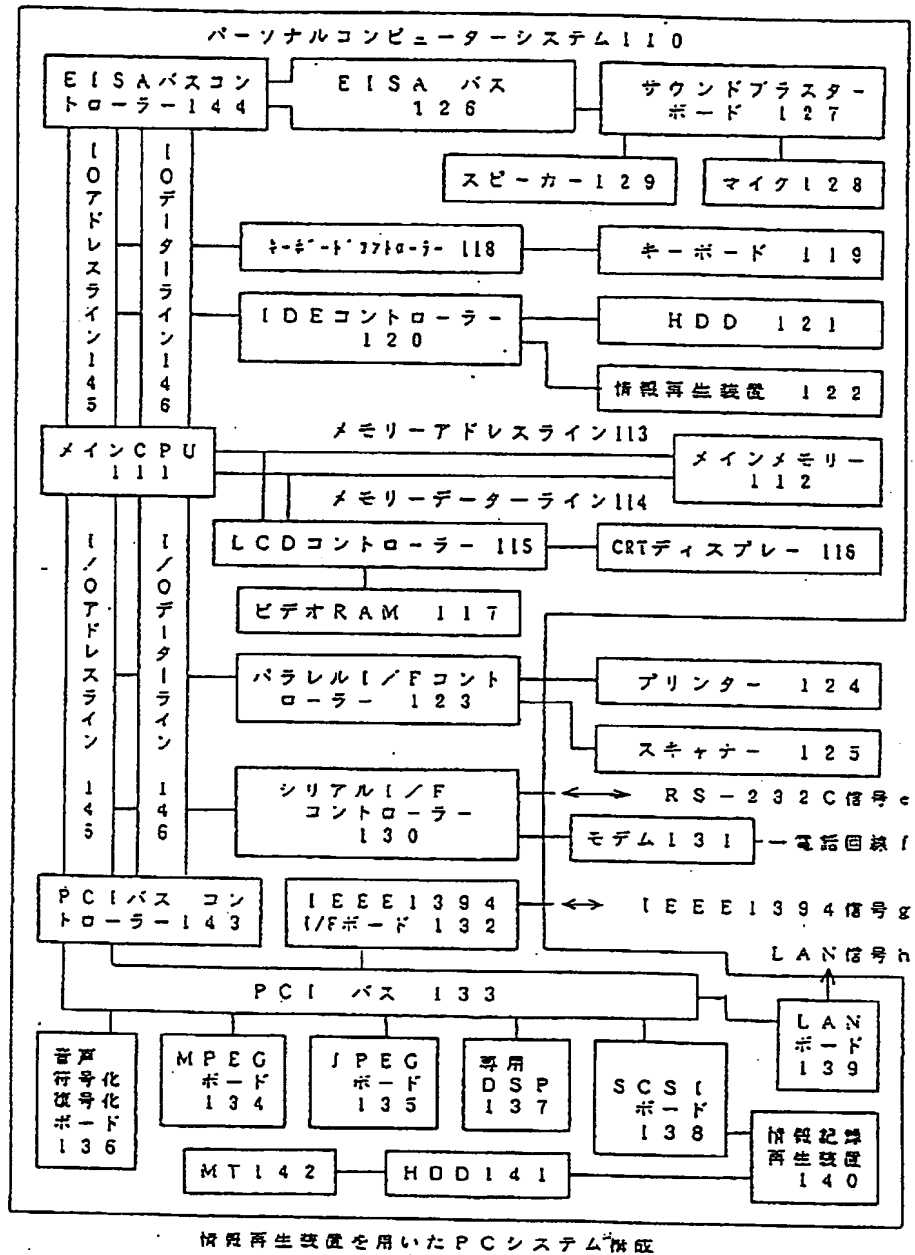 パーソナルコンピューターシステム110
EISAバスコン
トローラー144
EISA バス
126
サウンドブラスター
ボード 127
スピーカー129
マイク128
IOアドレスライン145
IOデーターライン146
キーボードコントローラー 118
キーボード 119
IDEコントローラー
120
HDD 121
情報再生装置 122
メインCPU
111
メモリーアドレスライン113
メインメモリー
112
メモリーデーターライン114
LCDコントローラー 115
CRTディスプレー 116
ビデオRAM 117
I/Oアドレスライン 145
I/Oデーターライン 146
パラレルI/Fコント
ローラー 123
プリンター 124
スキャナー 125
シリアルI/F
コントローラー
130
RS-232C信号e
モデム131
電話回線f
PCIバス コン
トローラー143
IEEE1394
I/Fボード 132
IEEE1394信号g
LAN信号h
PCI バス 133
LAN
ボード
139
音声
符号化
復号化
ボード
136
MPEG
ボード
134
JPEG
ボード
135
専用
DSP
137
SCSI
ボード
138
情報記録
再生装置
140
MT142
HDD141
情報再生装置を用いたPCシステム構成